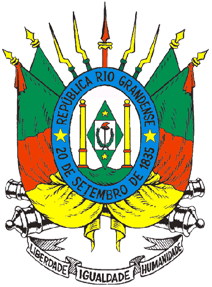 REPÚBLICA RIO GRANDENSE
20 DE SETEMBRO DE 1835
LIBERDADE IGUALDADE HUMANIDADE